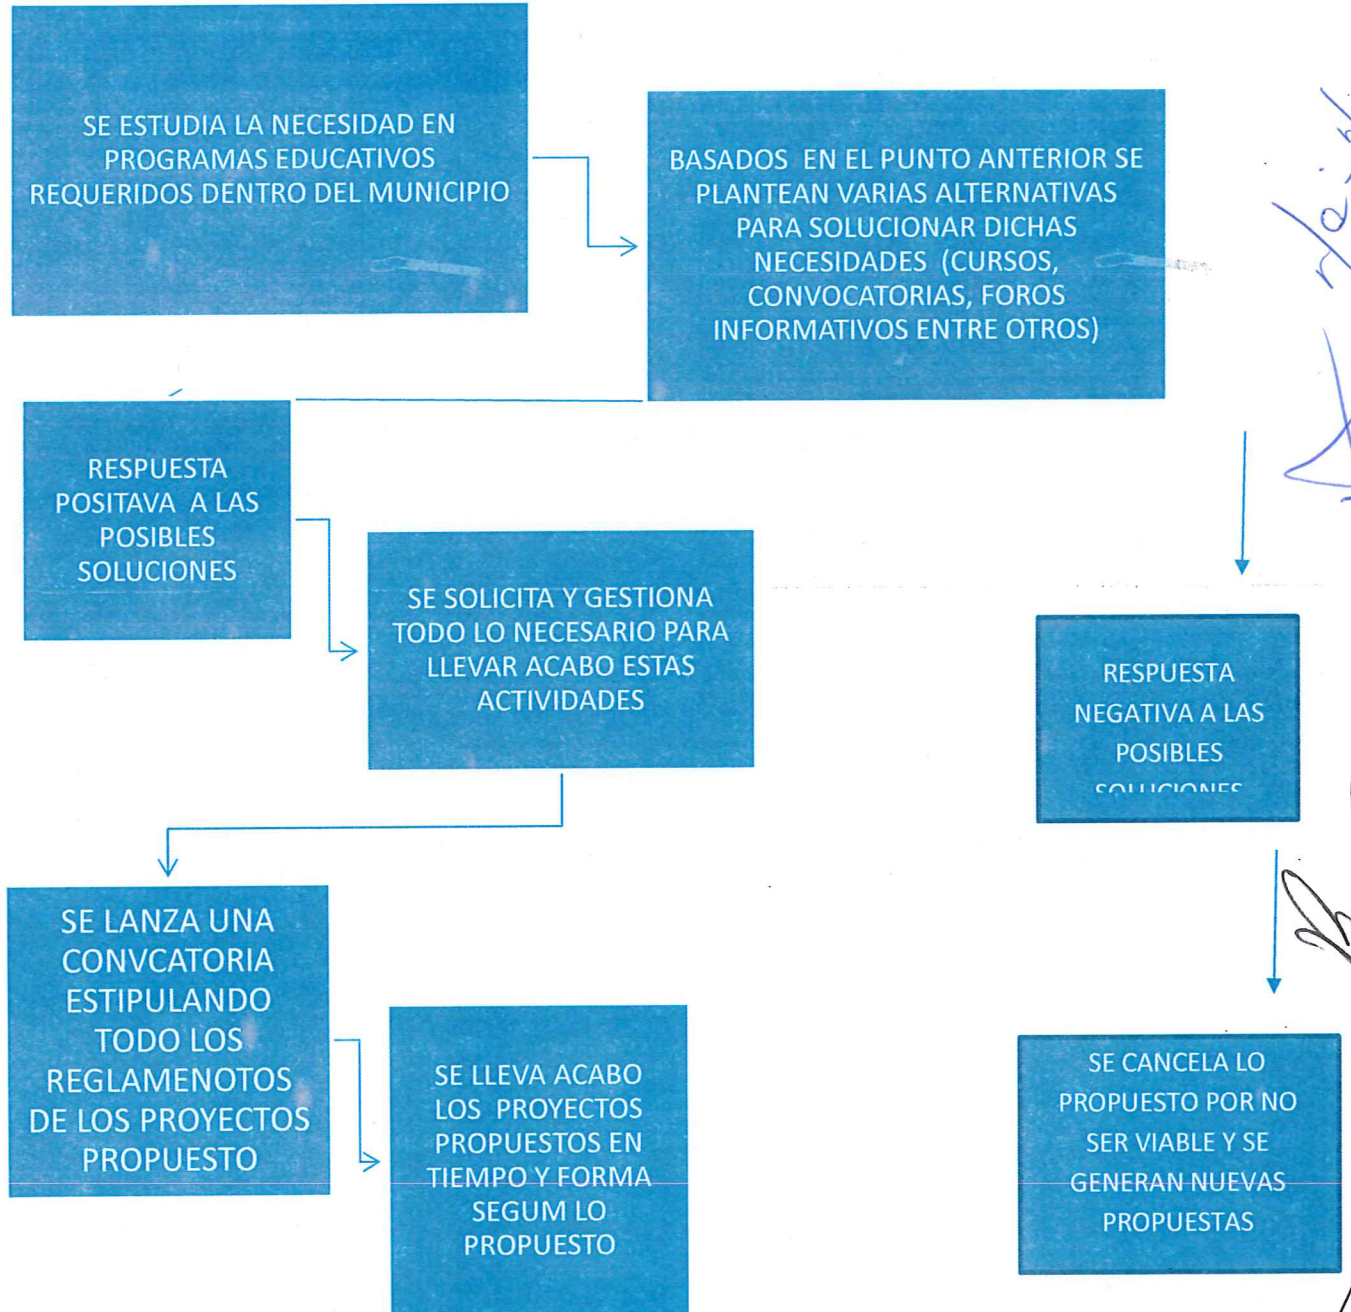 SE ESTUDIA LA NECESIDAD EN
PROGRAMAS EDUCATIVOS
REQUERIDOS DENTRO DEL MUNICIPIO
BASADOS EN EL PUNTO ANTERIOR SE
PLANTEAN VARIAS ALTERNATIVAS
PARA SOLUCIONAR DICHAS
NECESIDADES (CURSOS,
CONVOCATORIAS, FOROS
INFORMATIVOS ENTRE OTROS)
RESPUESTA
POSITAVA A LAS
POSIBLES
SOLUCIONES
SE SOLICITA Y GESTIONA
TODO LO NECESARIO PARA
LLEVAR ACABO ESTAS
ACTIVIDADES
RESPUESTA
NEGATIVA A LAS
POSIBLES
SOLUCIONES
SE LANZA UNA
CONVCATORIA
ESTIPULANDO
TODO LOS
REGLAMENOTOS
DE LOS PROYECTOS
PROPUESTO
SE LLEVA ACABO
LOS PROYECTOS
PROPUESTOS EN
TIEMPO Y FORMA
SEGUM LO
PROPUESTO
SE CANCELA LO
PROPUESTO POR NO
SER VIABLE Y SE
GENERAN NUEVAS
PROPUESTAS